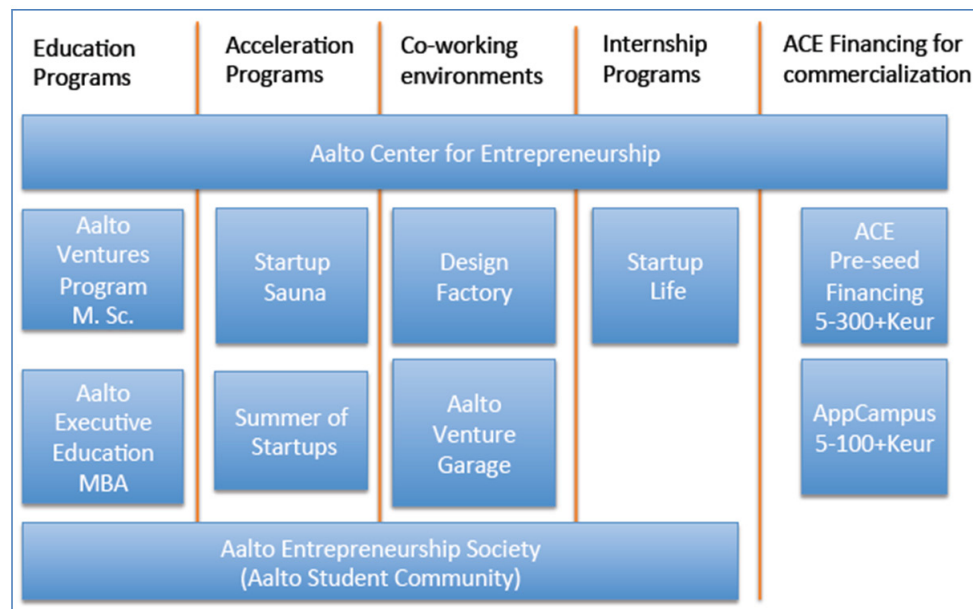 Education
Programs
Acceleration
Programs
Co-working
environments
Internship
Programs
ACE Financing for
commercialization
Aalto Center for Entrepreneurship
Aalto
Ventures
Program
M. Sc.
Startup
Sauna
Design
Factory
Startup
Life
ACE
Pre-seed
Financing
5-300+Keur
Aalto
Executive
Education
MBA
Summer of
Startups
Aalto
Venture
Garage
AppCampus
5-100+Keur
Aalto Entrepreneurship Society
(Aalto Student Community)